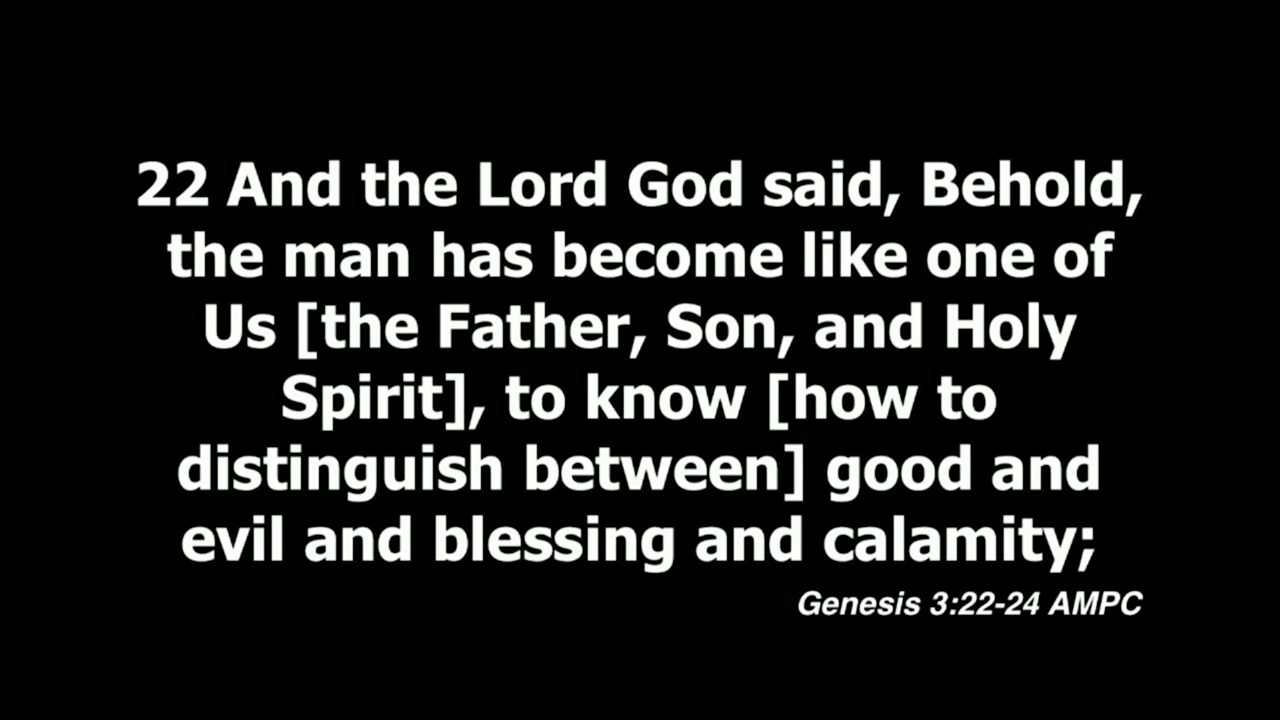 22 And the Lord God said, Behold,
the man has become like one of
Us [the Father, Son, and Holy
Spirit], to know [how to
distinguish between] good and
evil and blessing and calamity;
Genesis 3:22-24 AMPC